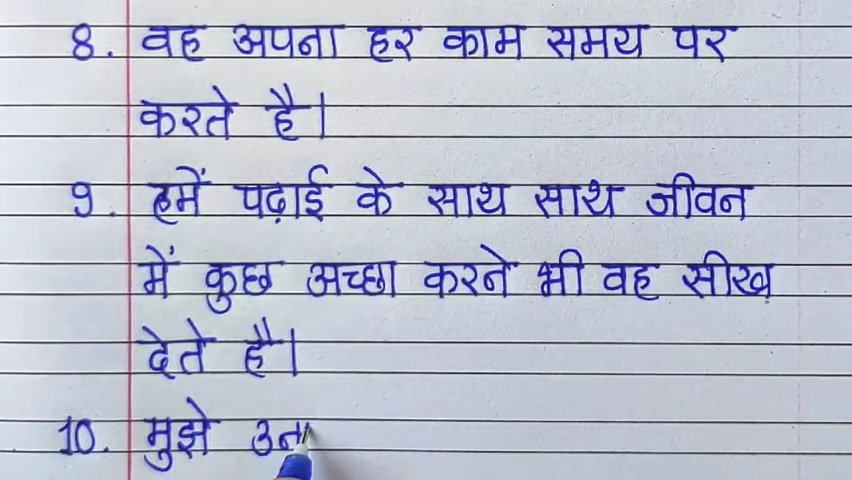 8. वह अपना हर काम समय पर
करते है।
9. हमें पढ़ाई के साथ साथ जीवन
में कुछ अच्छा करने भी वह सीख
देते है।
10. मुझे